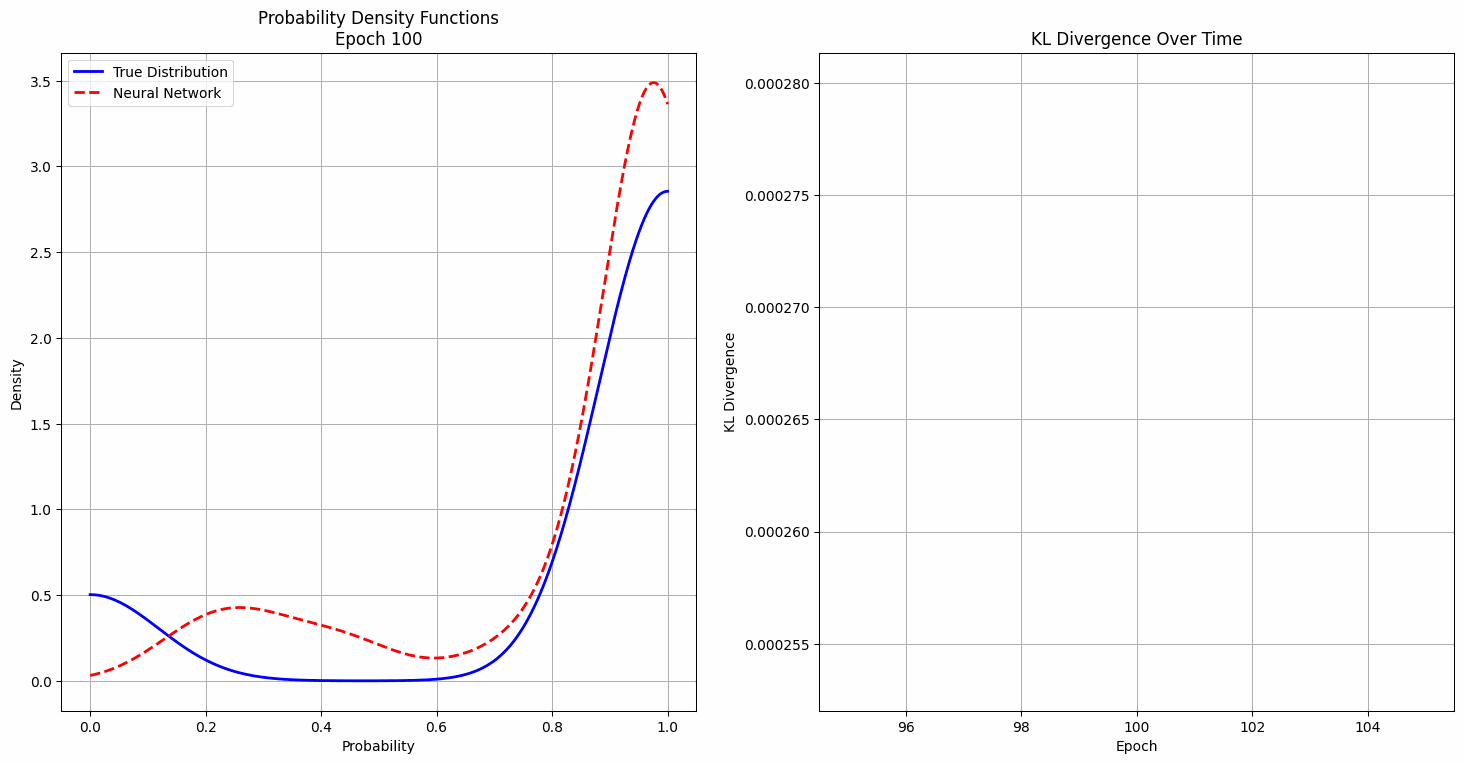 Probability Density Functions
Epoch 100
True Distribution
Neural Network
3.5
3.0
2.5
2.0
1.5
1.0
0.5
0.0
Density
0.0 0.2 0.4 0.6 0.8 1.0
Probability
KL Divergence Over Time
0.000280
0.000275
0.000270
0.000265
0.000260
0.000255
KL Divergence
96 98 100 102 104
Epoch